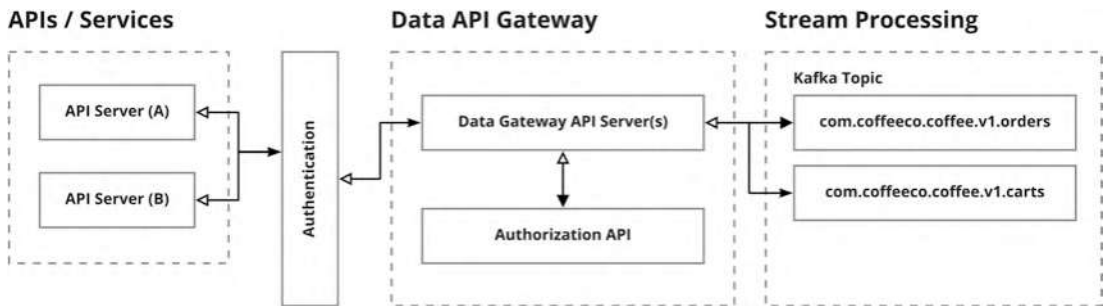 APIs / Services
Data API Gateway
Stream Processing
API Server (A)
API Server (B)
Authentication
Data Gateway API Server(s)
Authorization API
Kafka Topic
com.coffeeco.coffee.v1.orders
com.coffeeco.coffee.v1.carts